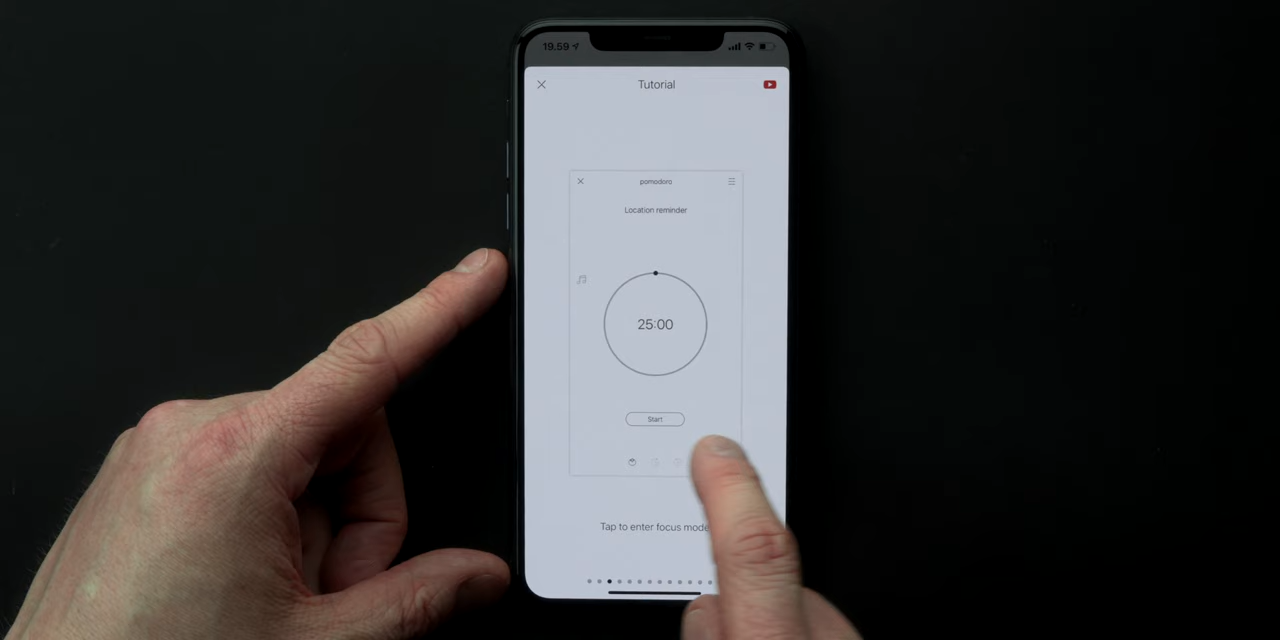 19.59
Tutorial
pomodoro
Location reminder
25:00
Start
Tap to enter focus mode